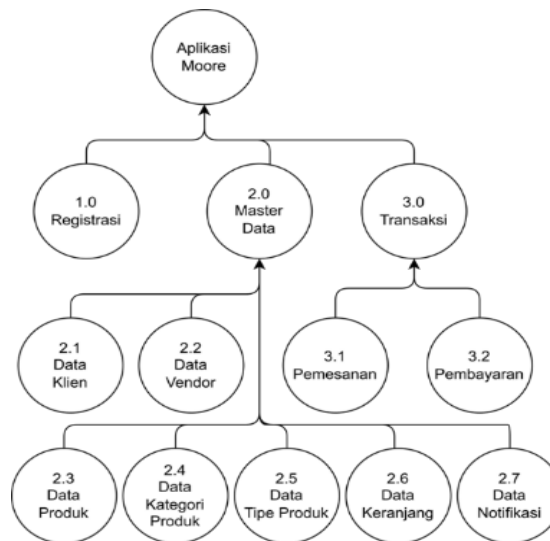 Aplikasi
Moore
1.0
Registrasi
2.0
Master
Data
3.0
Transaksi
2.1
Data
Klien
2.2
Data
Vendor
3.1
Pemesanan
3.2
Pembayaran
2.3
Data
Produk
2.4
Data
Kategori
Produk
2.5
Data
Tipe Produk
2.6
Data
Keranjang
2.7
Data
Notifikasi